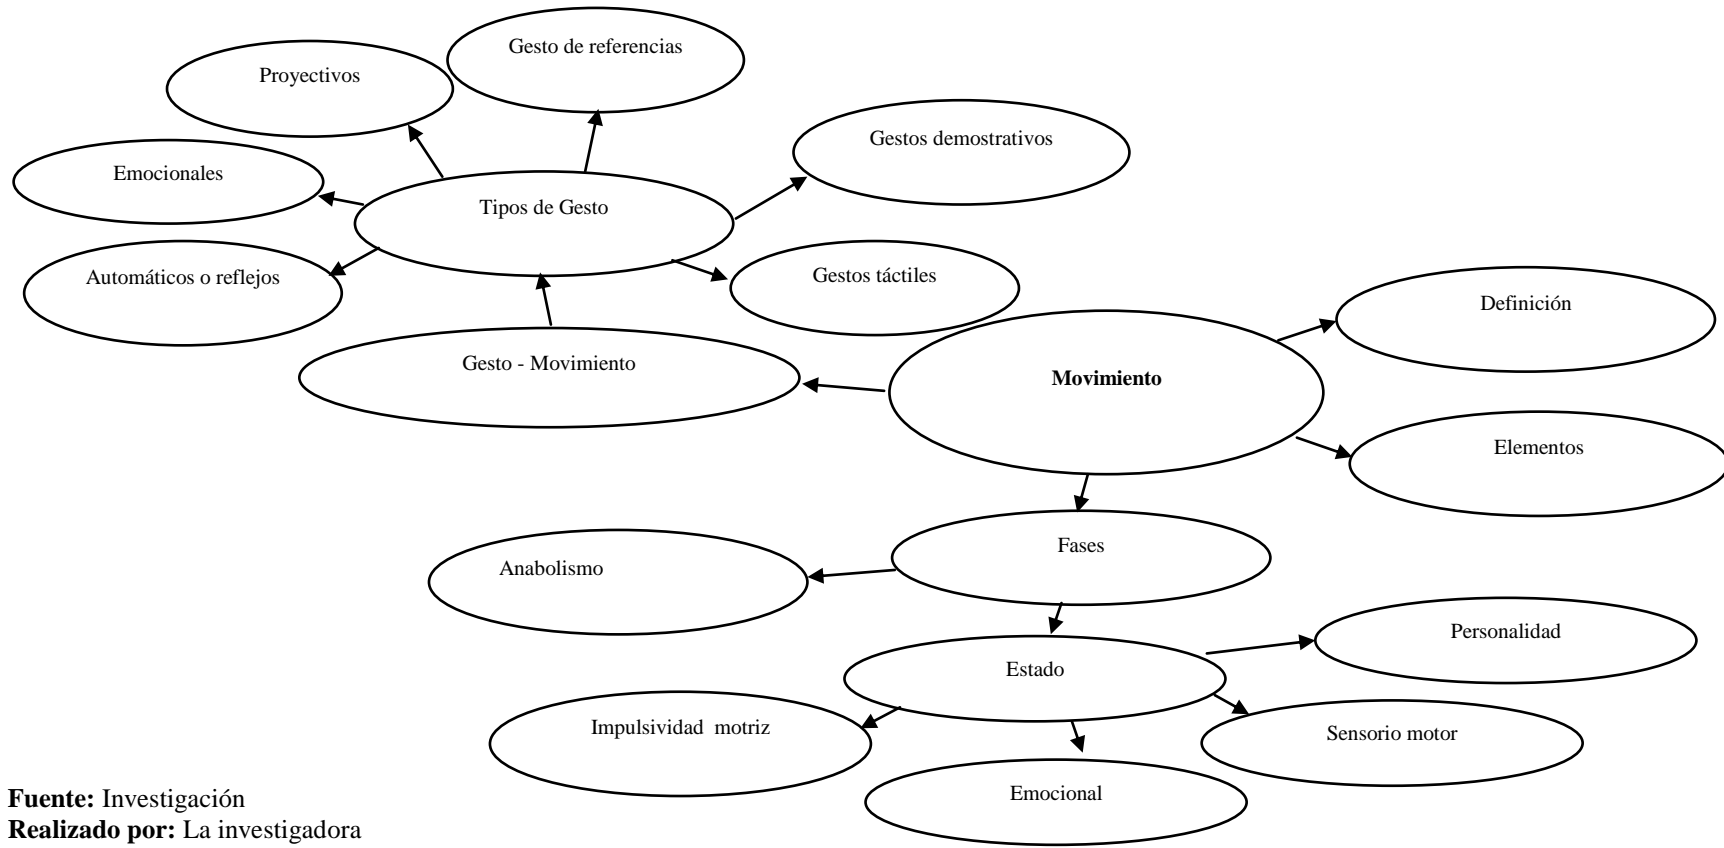 Gesto de referencias
Proyectivos
Gestos demostrativos
Emocionales
Tipos de Gesto
Automáticos o reflejos
Gestos táctiles
Definición
Gesto - Movimiento
Movimiento
Elementos
Fases
Anabolismo
Personalidad
Estado
Impulsividad  motriz
Sensorio motor
Emocional
Fuente: Investigación
Realizado por: La investigadora